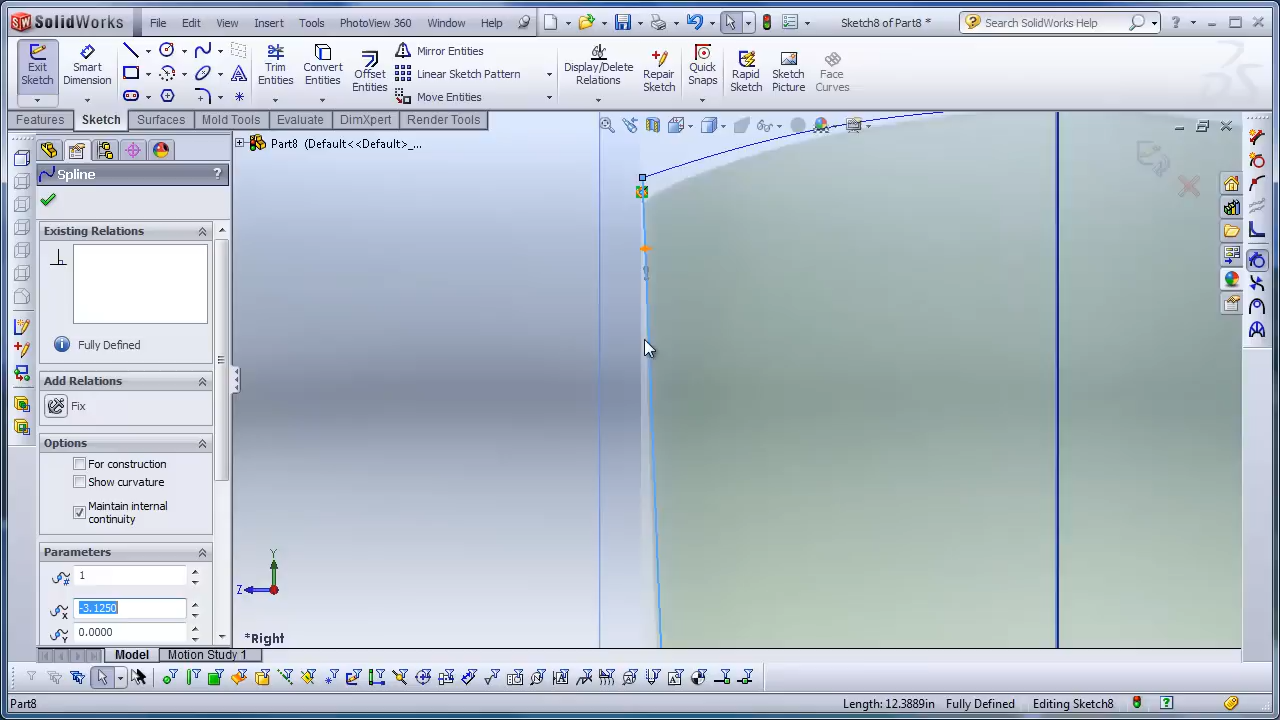 SolidWorks File Edit View Insert Tools PhotoView 360 Window Help Sketch8 of Part8 * Search SolidWorks Help
Exit Sketch
Smart Dimension
Trim Entities
Convert Entities
Offset Entities
Mirror Entities
Linear Sketch Pattern
Move Entities
Display/Delete Relations
Repair Sketch
Quick Snaps
Rapid Sketch
Sketch Picture
Face Curves
Features Sketch Surfaces Mold Tools Evaluate DimXpert Render Tools
Part8 (Default<<Default>_...
Spline ?
Existing Relations
Fully Defined
Add Relations
Fix
Options
For construction
Show curvature
Maintain internal
continuity
Parameters
1
-3.1250
0.0000
Y
Z
*Right
Model Motion Study 1
Part8 Length: 12.3889in Fully Defined Editing Sketch8